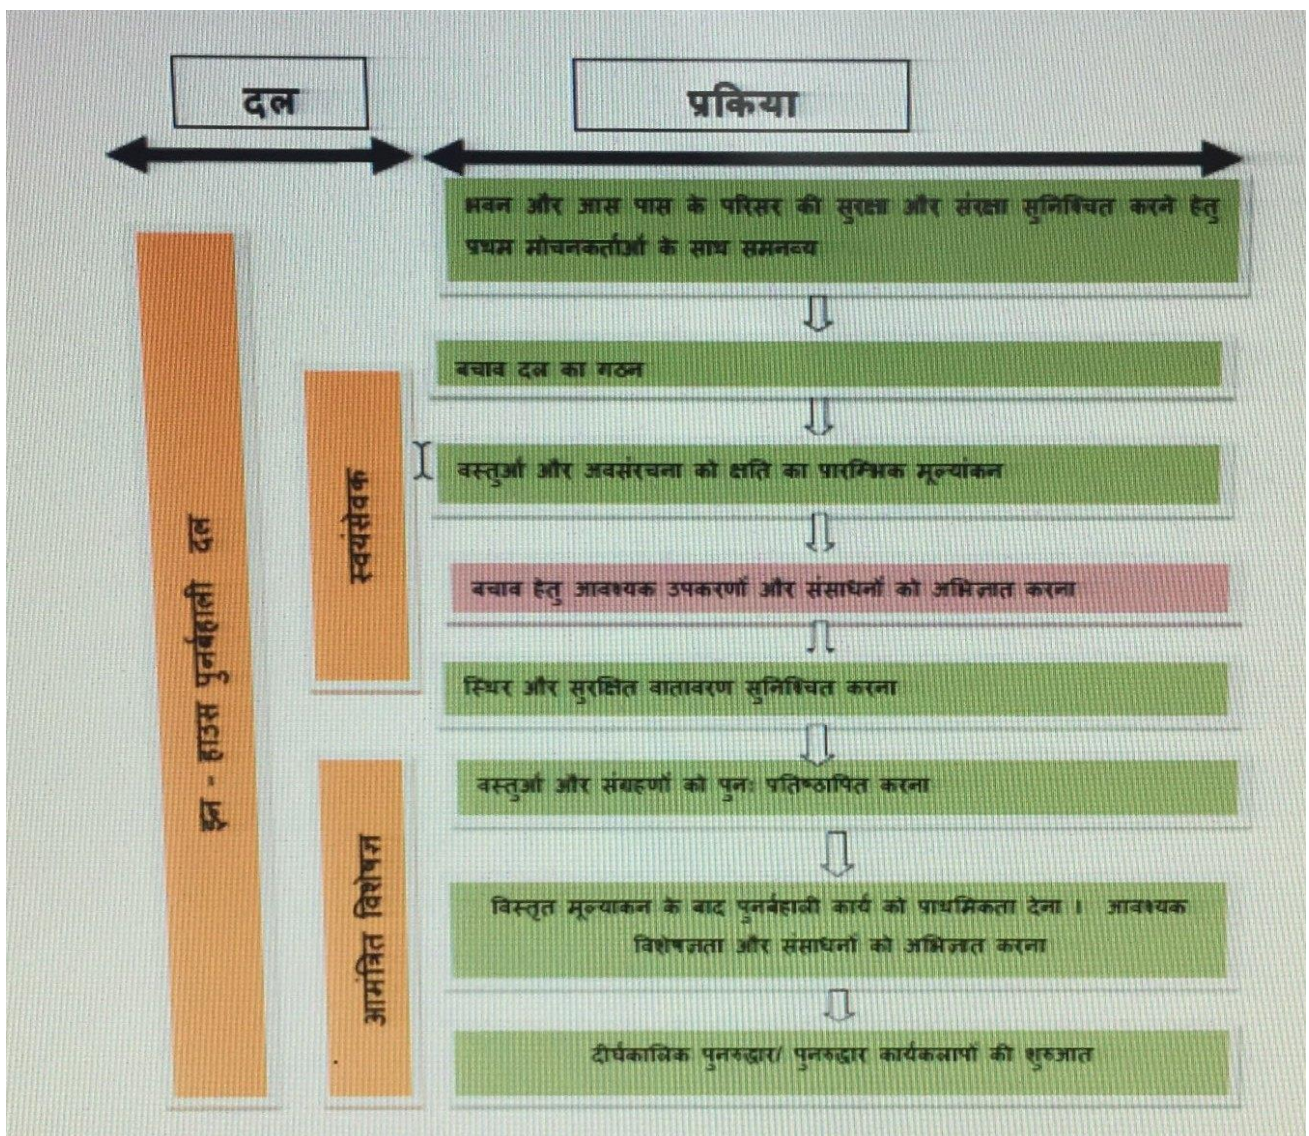 दल
प्रकिया
भवन और आस पास के परिसर की सुरक्षा और संरक्षा सुनिश्चित करने हेतु
प्रथम मोचनकर्ताओं के साथ समनव्य
बचाव दल का गठन
वस्तुओं और अवसंरचना को क्षति का प्रारम्भिक मूल्यांकन
बचाव हेतु आवश्यक उपकरणों और संसाधनों को अभिज्ञात करना
स्थिर और सुरक्षित वातावरण सुनिश्चित करना
वस्तुओं और संग्रहणों को पुनः प्रतिष्ठापित करना
विस्तृत मूल्याकन के बाद पुनर्बहाली कार्य को प्राथमिकता देना । आवश्यक
विशेषज्ञता और संसाधनों को अभिज्ञात करना
दीर्घकालिक पुनरुद्धार/ पुनरुद्धार कार्यकलापों की शुरुआत
इन - हाउस पुनर्बहाली दल
स्वयंसेवक
आमंत्रित विशेषज्ञ